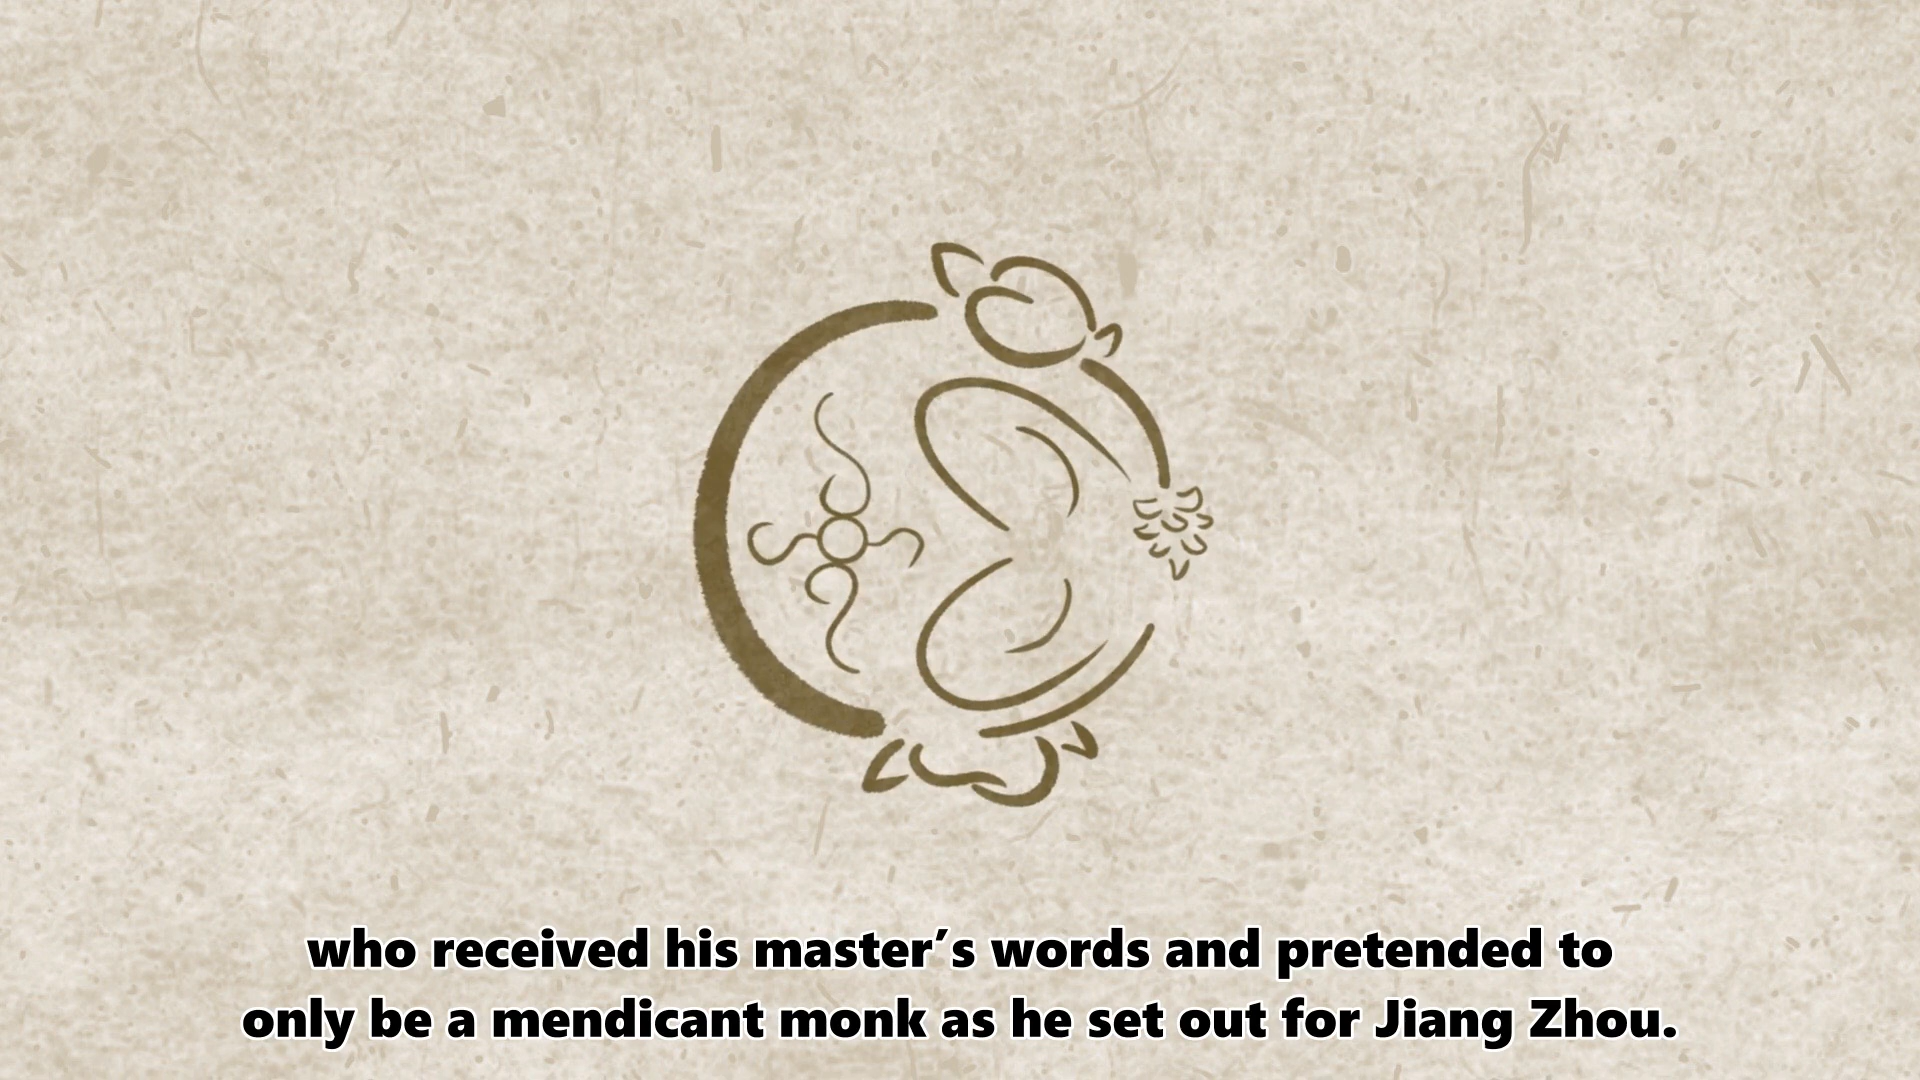 who received his master’s words and pretended to
only be a mendicant monk as he set out for Jiang Zhou.